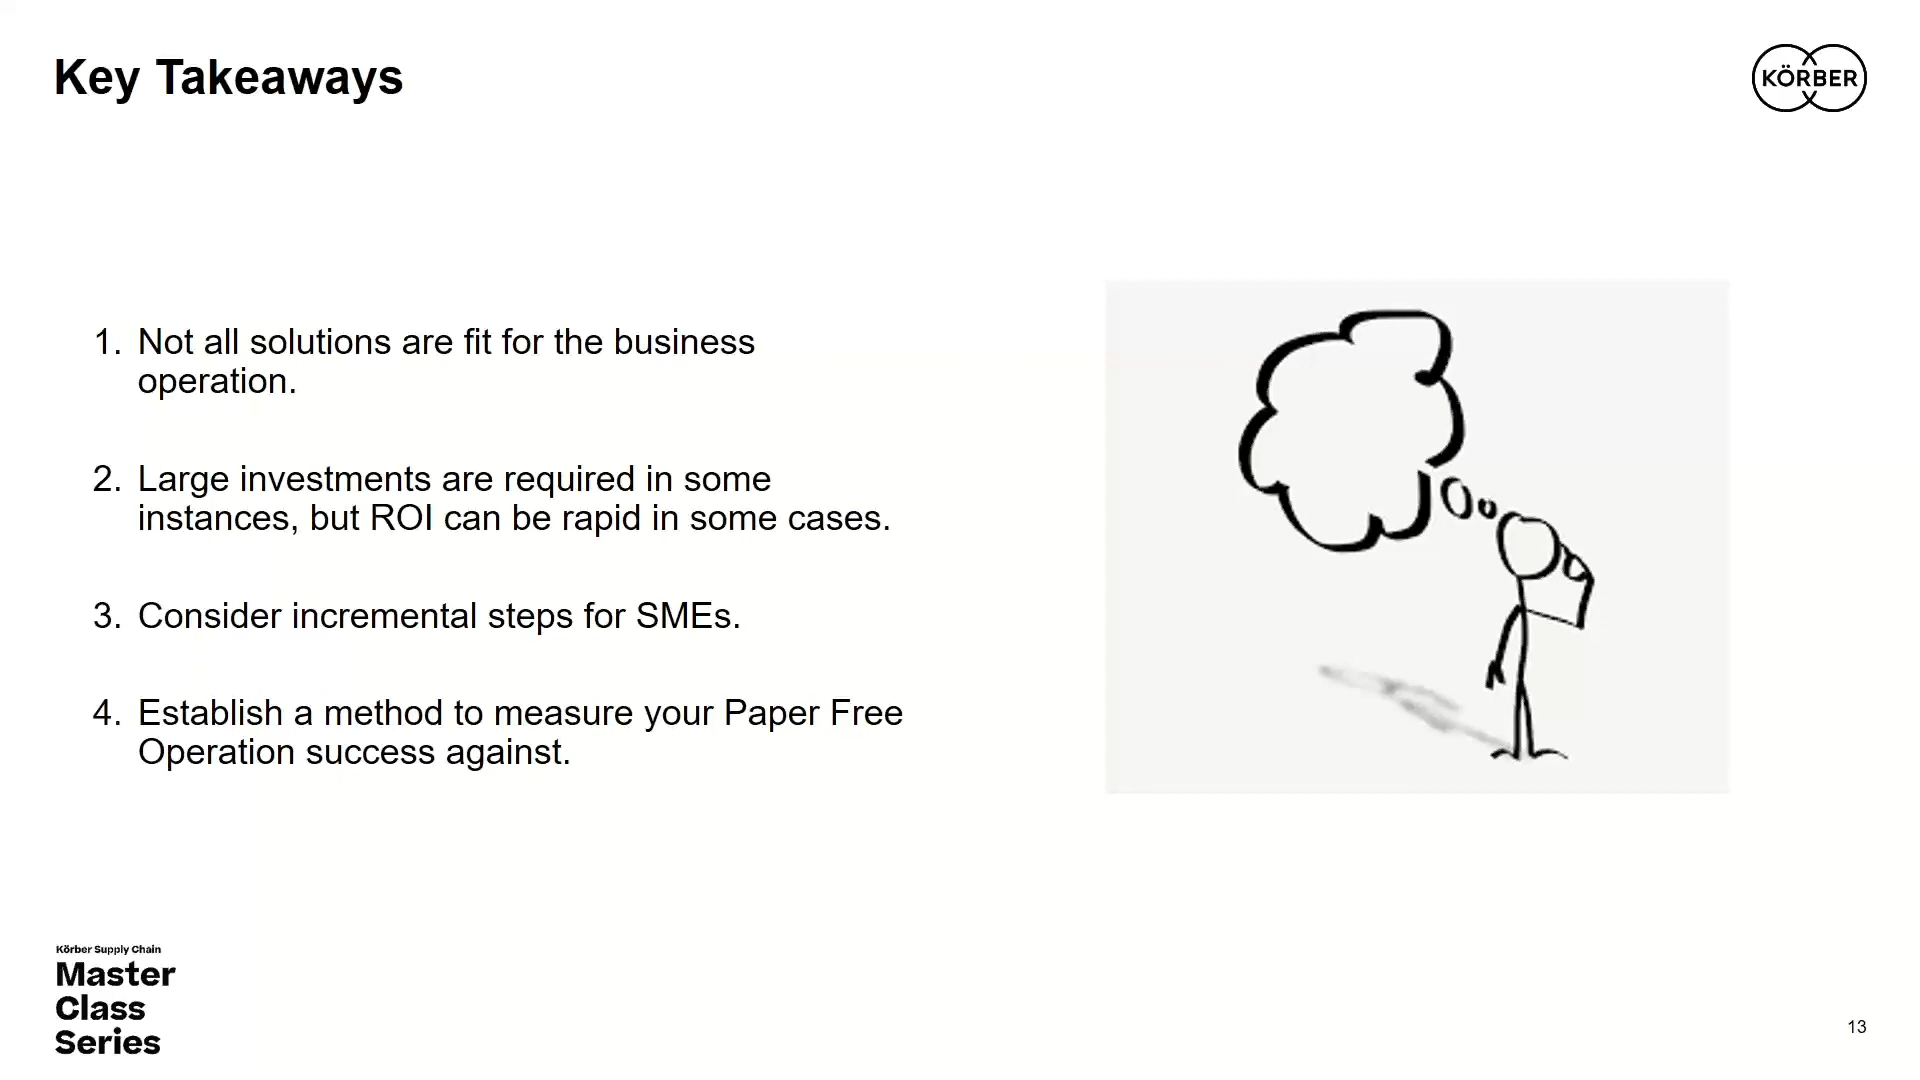 Key Takeaways
KÖRBER
1. Not all solutions are fit for the business
operation.
2. Large investments are required in some
instances, but ROI can be rapid in some cases.
3. Consider incremental steps for SMEs.
4. Establish a method to measure your Paper Free
Operation success against.
Körber Supply Chain
Master
Class
Series
13